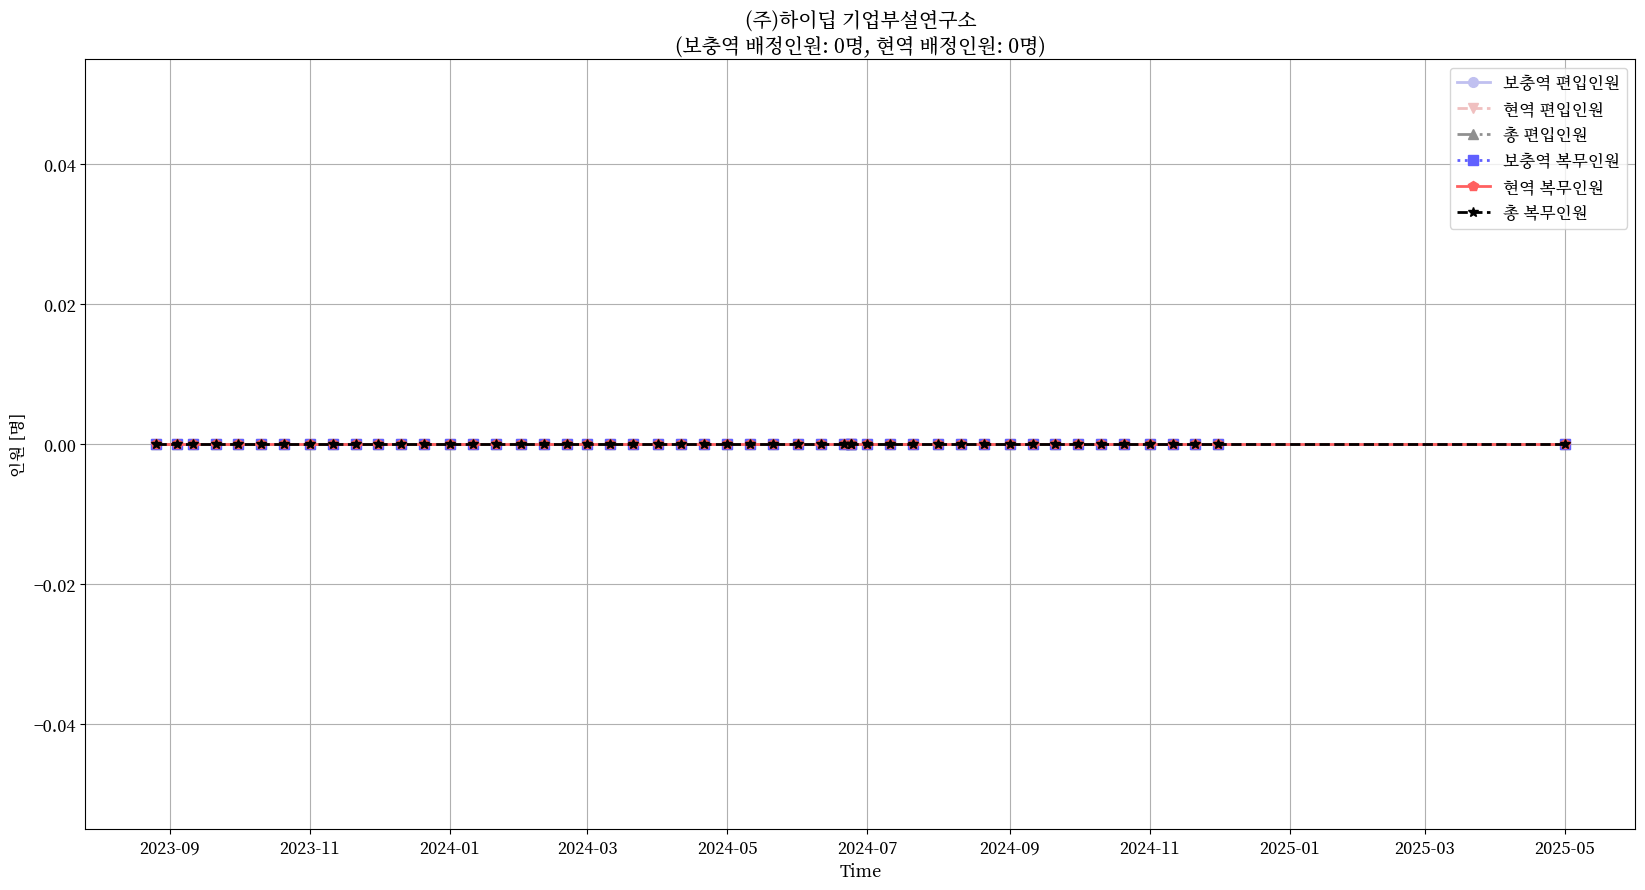 (주)하이딥 기업부설연구소
(보충역 배정인원: 0명, 현역 배정인원: 0명)
보충역 편입인원
현역 편입인원
총 편입인원
보충역 복무인원
현역 복무인원
총 복무인원
인원 [명]
0.04
0.02
0.00
−0.02
−0.04
2023-09
2023-11
2024-01
2024-03
2024-05
2024-07
2024-09
2024-11
2025-01
2025-03
2025-05
Time